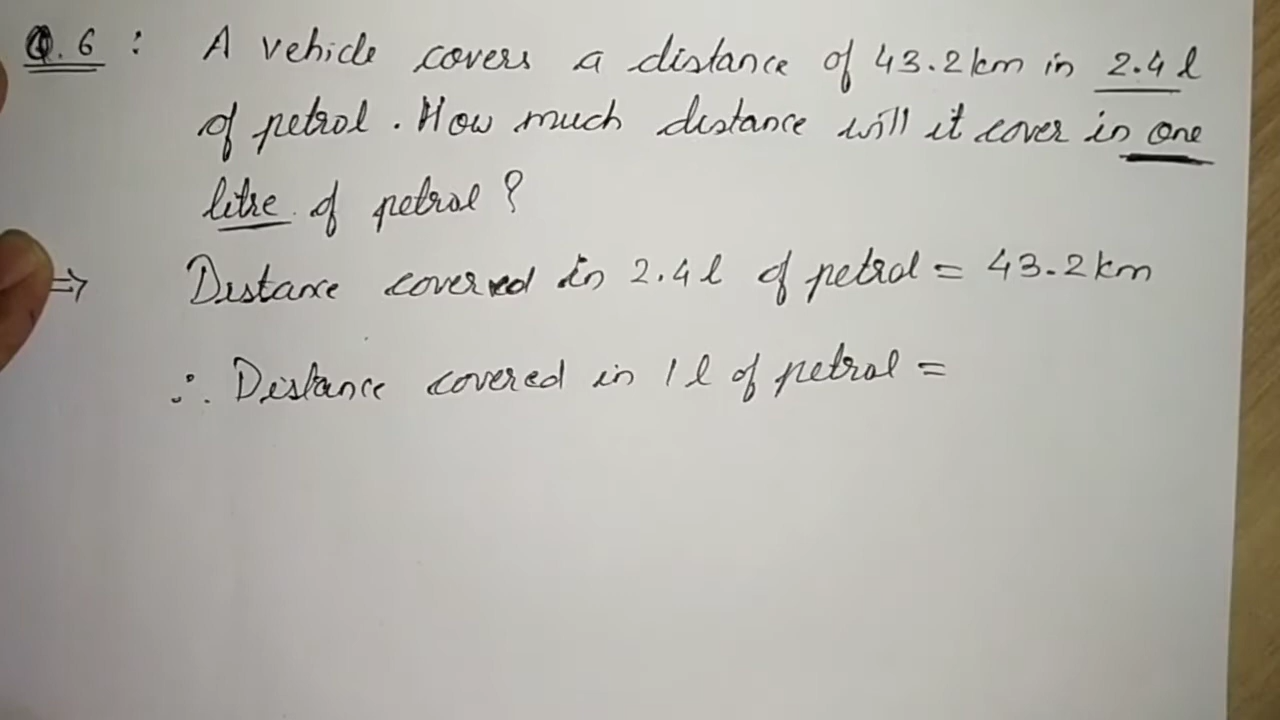 Q.6 : A vehicle covers a distance of 43.2 km in 2.4 l
of petrol. How much distance will it cover in one
litre of petrol?
⇒ Distance covered in 2.4 l of petrol = 43.2 km
∴ Distance covered in 1 l of petrol =